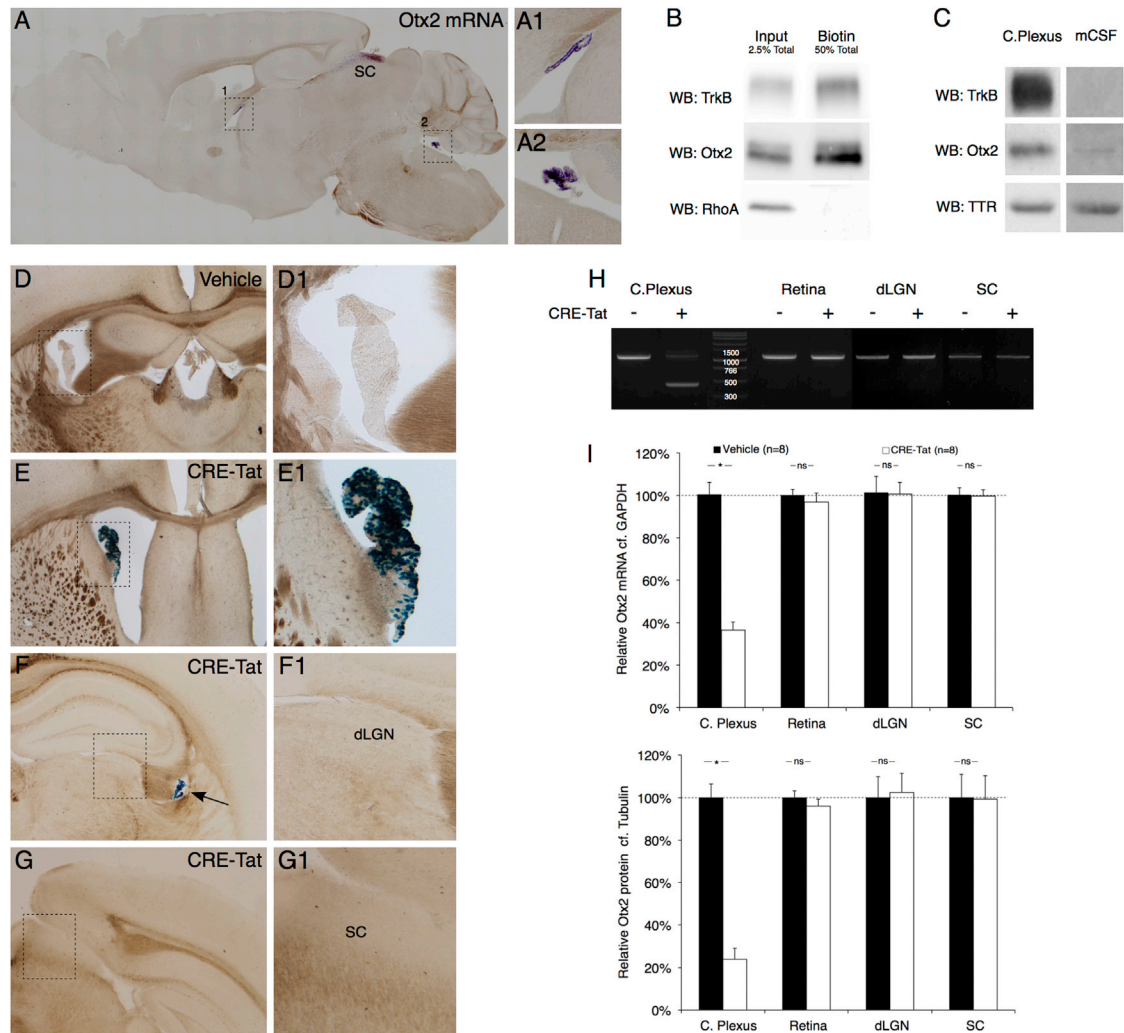 A Otx2 mRNA
SC
1
2
A1
A2
B
Input Biotin
2.5% Total 50% Total
WB: TrkB
WB: Otx2
WB: RhoA
C
C.Plexus mCSF
WB: TrkB
WB: Otx2
WB: TTR
D Vehicle
D1
E CRE-Tat
E1
F CRE-Tat
F1
dLGN
G CRE-Tat
G1
SC
H
C.Plexus Retina dLGN SC
CRE-Tat - + - + - + - +
1500
1000
766
500
300
I
Vehicle (n=8) CRE-Tat (n=8)
* ns ns ns
120%
100%
80%
60%
40%
20%
0%
Relative Otx2 mRNA cf. GAPDH
C. Plexus Retina dLGN SC
* ns ns ns
120%
100%
80%
60%
40%
20%
0%
Relative Otx2 protein cf. Tubulin
C. Plexus Retina dLGN SC